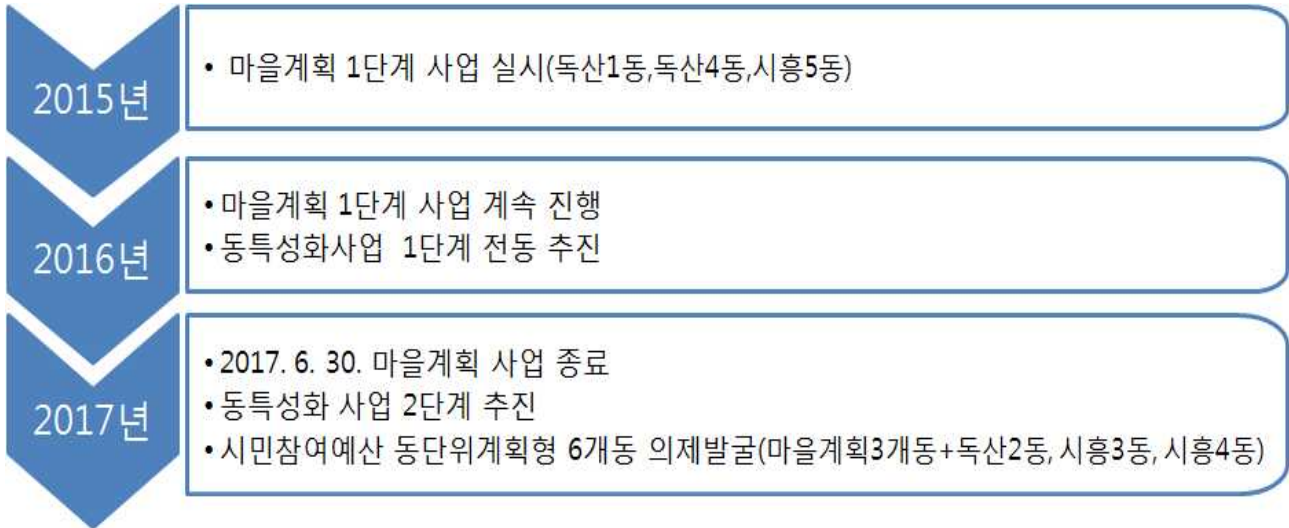 2015년
• 마을계획 1단계 사업 실시(독산1동,독산4동,시흥5동)
2016년
• 마을계획 1단계 사업 계속 진행
• 동특성화사업 1단계 전동 추진
2017년
• 2017. 6. 30. 마을계획 사업 종료
• 동특성화 사업 2단계 추진
• 시민참여예산 동단위계획형 6개동 의제발굴(마을계획3개동+독산2동, 시흥3동, 시흥4동)